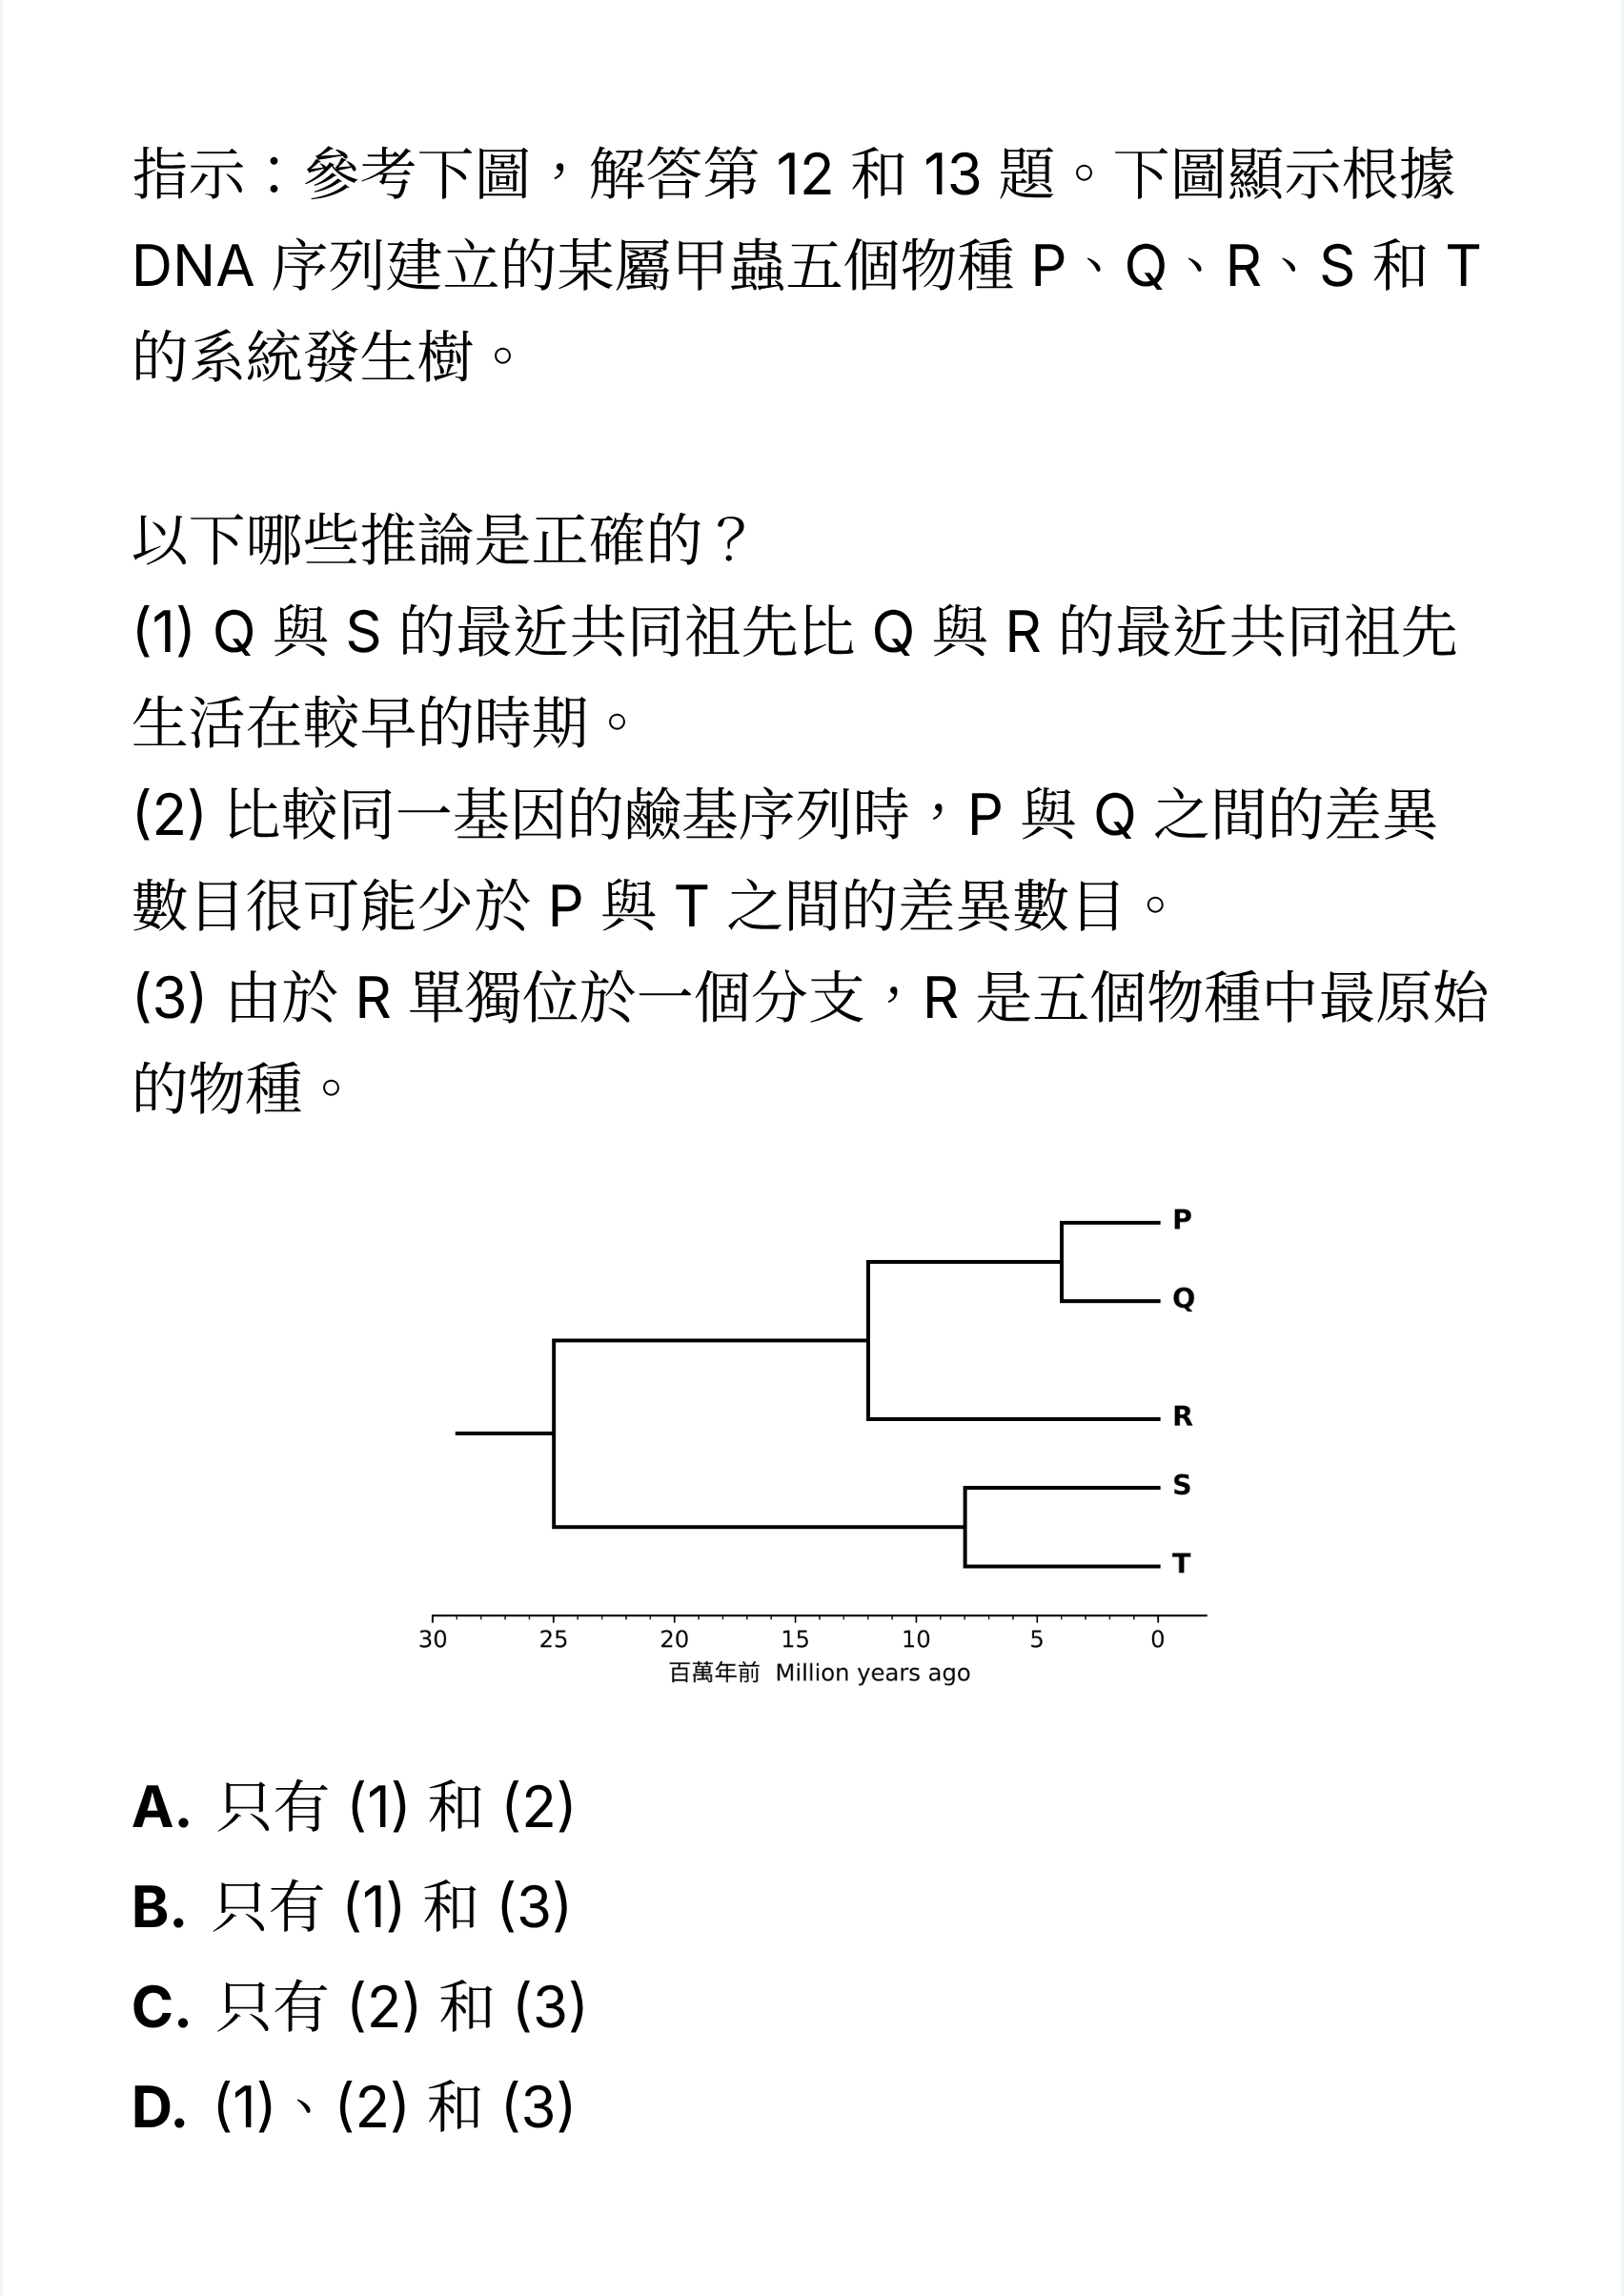 指示：參考下圖，解答第 12 和 13 題。下圖顯示根據
DNA 序列建立的某屬甲蟲五個物種 P、Q、R、S 和 T
的系統發生樹。
以下哪些推論是正確的？
(1) Q 與 S 的最近共同祖先比 Q 與 R 的最近共同祖先
生活在較早的時期。
(2) 比較同一基因的鹼基序列時，P 與 Q 之間的差異
數目很可能少於 P 與 T 之間的差異數目。
(3) 由於 R 單獨位於一個分支，R 是五個物種中最原始
的物種。
P
Q
R
S
T
30 25 20 15 10 5 0
百萬年前 Million years ago
A. 只有 (1) 和 (2)
B. 只有 (1) 和 (3)
C. 只有 (2) 和 (3)
D. (1)、(2) 和 (3)